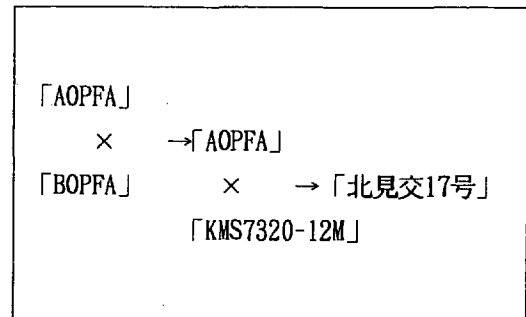 「AOPFA」
×　→「AOPFA」
「BOPFA」　×　→「北見交17号」
「KMS7320-12M」